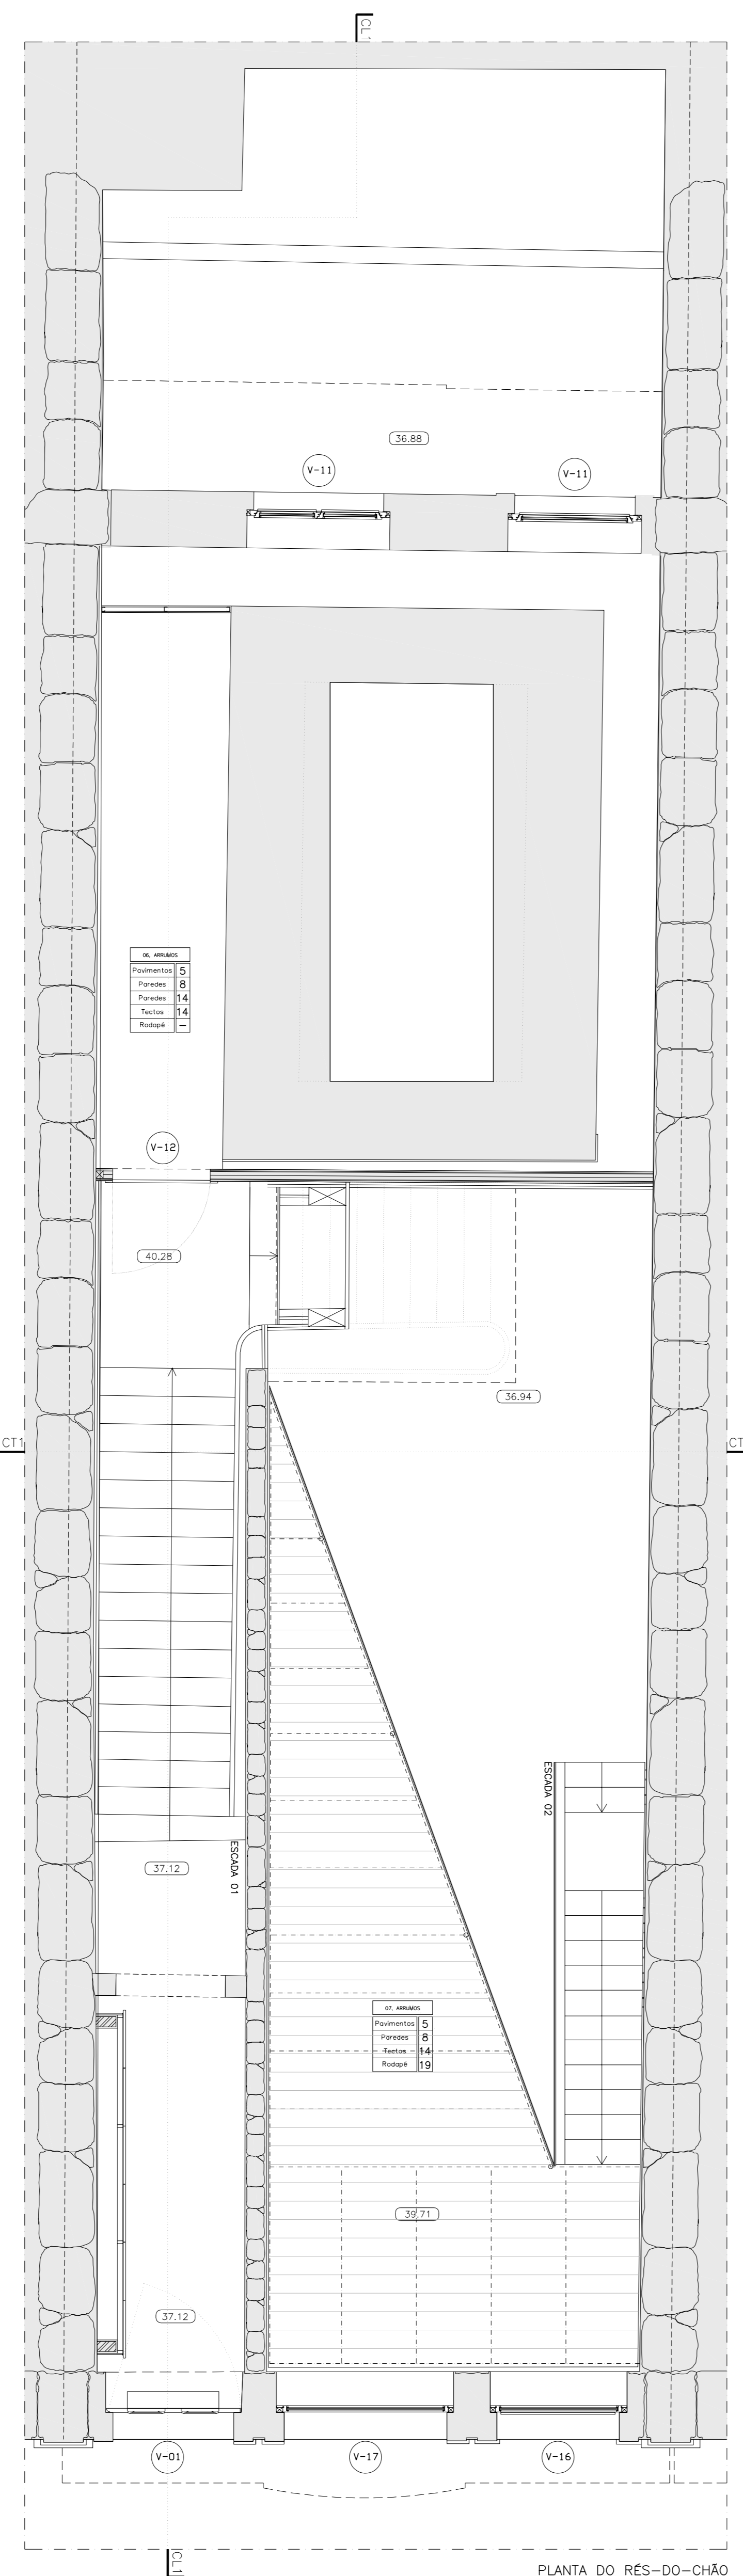 CL1
36.88
V-11
V-11
06. ARRUMOS
Pavimentos 5
Paredes 8
Paredes 14
Tectos 14
Rodapé –
V-12
40.28
36.94
CT1
CT
ESCADA 02
ESCADA 01
37.12
07. ARRUMOS
Pavimentos 5
Paredes 8
Tectos 14
Rodapé 19
39.71
37.12
V-01
V-17
V-16
CL1
PLANTA DO RÉS-DO-CHÃO